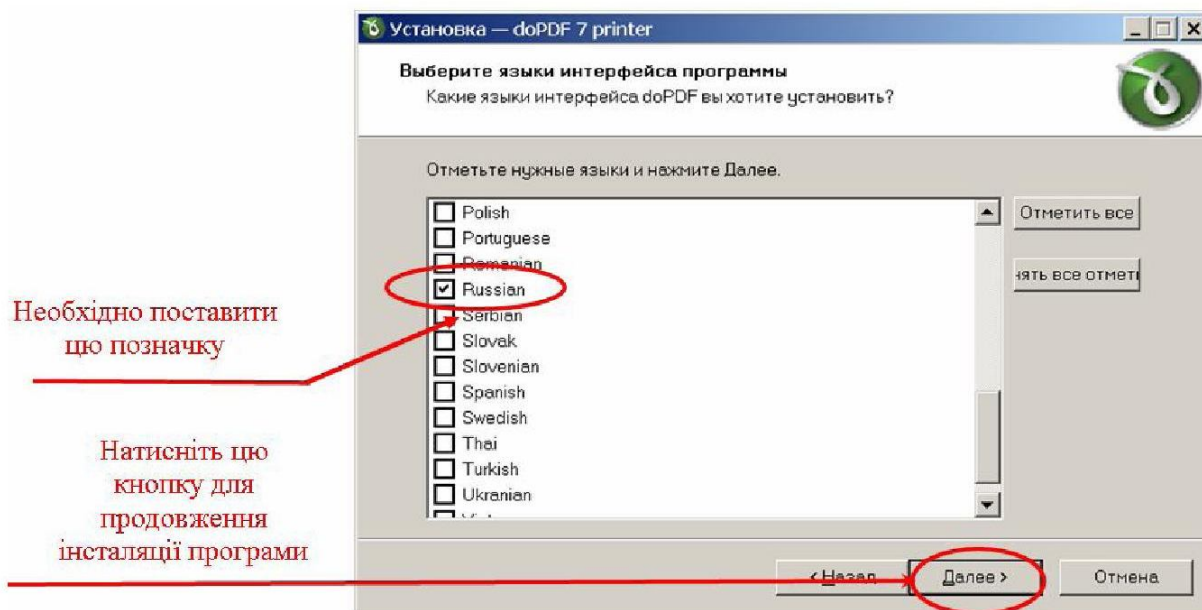 Установка — doPDF 7 printer
Выберите языки интерфейса программы
Какие языки интерфейса doPDF вы хотите установить?
Отметьте нужные языки и нажмите Далее.
Polish
Portuguese
Romanian
Russian
Serbian
Slovak
Slovenian
Spanish
Swedish
Thai
Turkish
Ukranian
Отметить все
нять все отмет
Необхідно поставити
цю позначку
Натисніть цю
кнопку для
продовження
інсталяції програми
< Назад
Далее >
Отмена